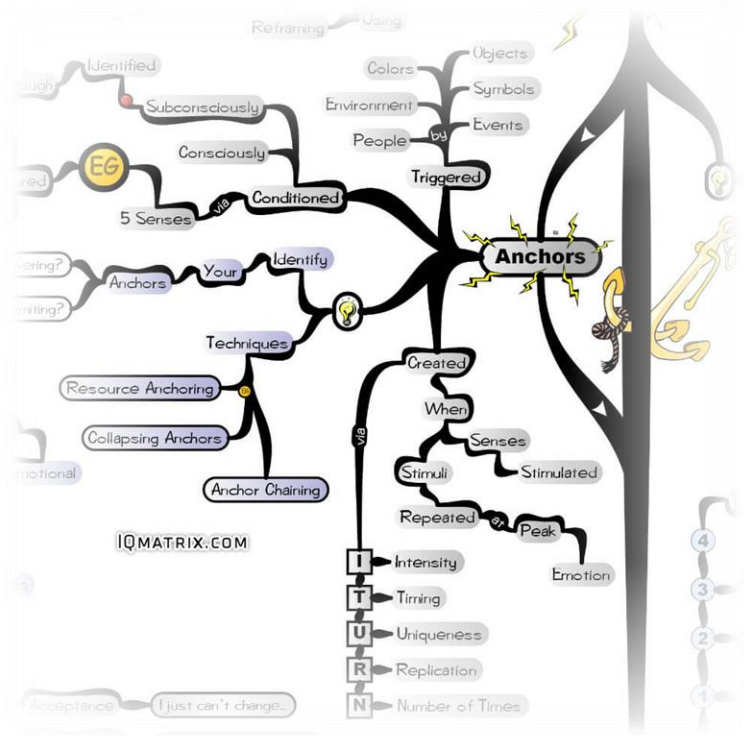 Reframing
Using
Identified
Subconsciously
Consciously
Conditioned
via
EG
5 Senses
Colors
Environment
People
by
Objects
Symbols
Events
Triggered
Anchors
Identify
Your
Anchors
Techniques
Resource Anchoring
EG
Collapsing Anchors
Anchor Chaining
Created
When
Senses
Stimulated
Stimuli
Repeated
at
Peak
Emotion
via
I
Intensity
T
Timing
U
Uniqueness
R
Replication
N
Number of Times
IQMATRIX.COM
Acceptance
I just can't change...
4
3
2
1